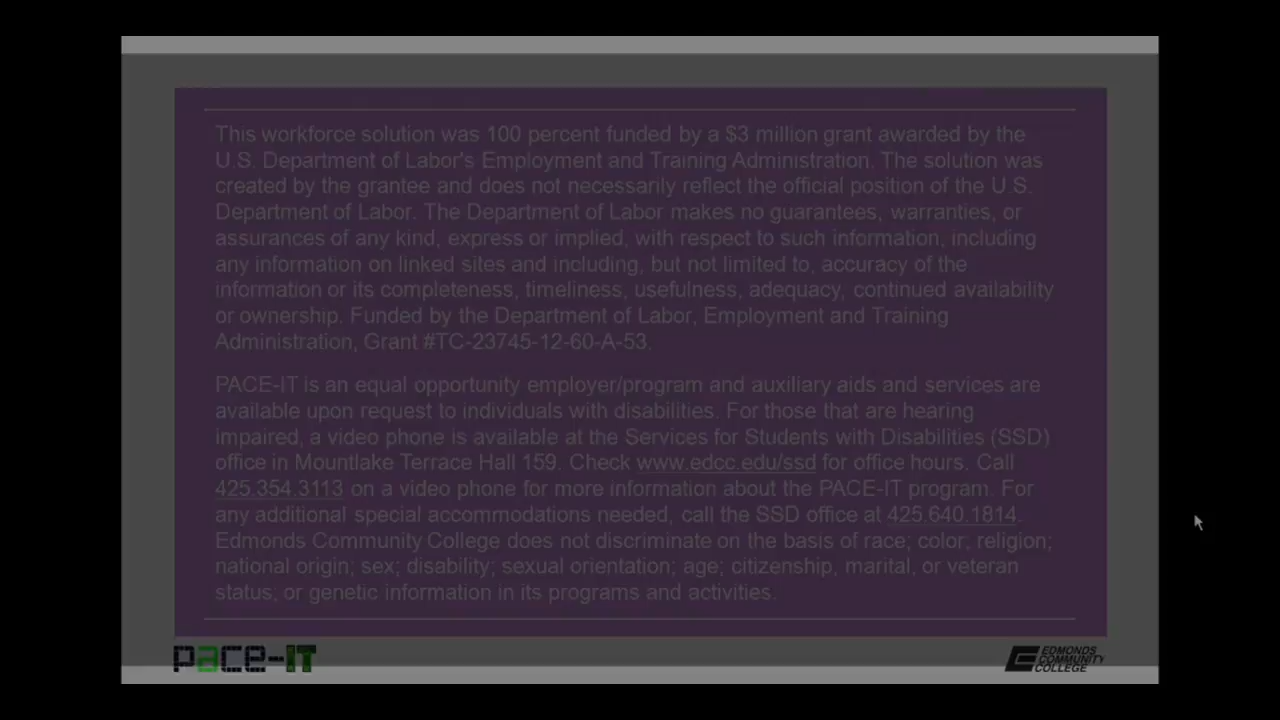 This workforce solution was 100 percent funded by a $3 million grant awarded by the
U.S. Department of Labor's Employment and Training Administration. The solution was
created by the grantee and does not necessarily reflect the official position of the U.S.
Department of Labor. The Department of Labor makes no guarantees, warranties, or
assurances of any kind, express or implied, with respect to such information, including
any information on linked sites and including, but not limited to, accuracy of the
information or its completeness, timeliness, usefulness, adequacy, continued availability
or ownership. Funded by the Department of Labor, Employment and Training
Administration, Grant #TC-23745-12-60-A-53.
PACE-IT is an equal opportunity employer/program and auxiliary aids and services are
available upon request to individuals with disabilities. For those that are hearing
impaired, a video phone is available at the Services for Students with Disabilities (SSD)
office in Mountlake Terrace Hall 159. Check www.edcc.edu/ssd for office hours. Call
425.354.3113 on a video phone for more information about the PACE-IT program. For
any additional special accommodations needed, call the SSD office at 425.640.1814.
Edmonds Community College does not discriminate on the basis of race; color; religion;
national origin; sex; disability; sexual orientation; age; citizenship, marital, or veteran
status; or genetic information in its programs and activities.
pace-IT
EDMONDS
COMMUNITY
COLLEGE